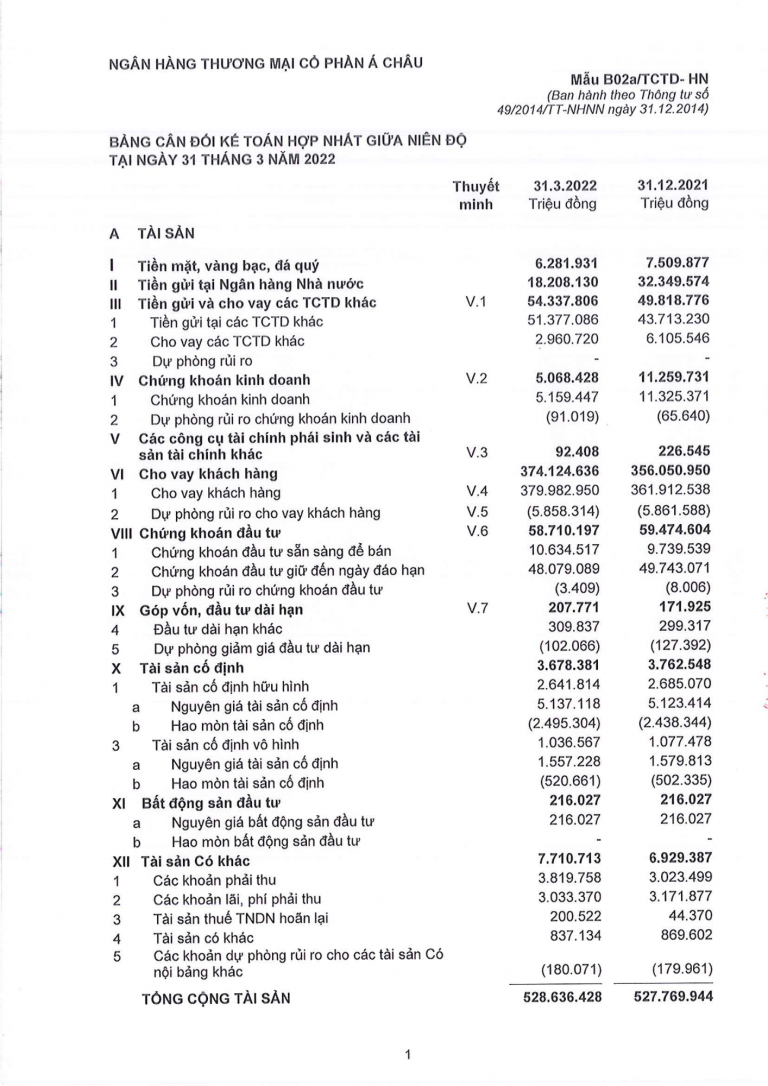 NGÂN HÀNG THƯƠNG MẠI CỔ PHẦN Á CHÂU
Mẫu B02a/TCTD- HN
(Ban hành theo Thông tư số
49/2014/TT-NHNN ngày 31.12.2014)
BẢNG CÂN ĐỐI KẾ TOÁN HỢP NHẤT GIỮA NIÊN ĐỘ
TẠI NGÀY 31 THÁNG 3 NĂM 2022
Thuyết 31.3.2022 31.12.2021
minh Triệu đồng Triệu đồng
A TÀI SẢN
I Tiền mặt, vàng bạc, đá quý 6.281.931 7.509.877
II Tiền gửi tại Ngân hàng Nhà nước 18.208.130 32.349.574
III Tiền gửi và cho vay các TCTD khác V.1 54.337.806 49.818.776
1 Tiền gửi tại các TCTD khác 51.377.086 43.713.230
2 Cho vay các TCTD khác 2.960.720 6.105.546
3 Dự phòng rủi ro - -
IV Chứng khoán kinh doanh V.2 5.068.428 11.259.731
1 Chứng khoán kinh doanh 5.159.447 11.325.371
2 Dự phòng rủi ro chứng khoán kinh doanh (91.019) (65.640)
V Các công cụ tài chính phái sinh và các tài
sản tài chính khác V.3 92.408 226.545
VI Cho vay khách hàng 374.124.636 356.050.950
1 Cho vay khách hàng V.4 379.982.950 361.912.538
2 Dự phòng rủi ro cho vay khách hàng V.5 (5.858.314) (5.861.588)
VIII Chứng khoán đầu tư V.6 58.710.197 59.474.604
1 Chứng khoán đầu tư sẵn sàng để bán 10.634.517 9.739.539
2 Chứng khoán đầu tư giữ đến ngày đáo hạn 48.079.089 49.743.071
3 Dự phòng rủi ro chứng khoán đầu tư (3.409) (8.006)
IX Góp vốn, đầu tư dài hạn V.7 207.771 171.925
4 Đầu tư dài hạn khác 309.837 299.317
5 Dự phòng giảm giá đầu tư dài hạn (102.066) (127.392)
X Tài sản cố định 3.678.381 3.762.548
1 Tài sản cố định hữu hình 2.641.814 2.685.070
a Nguyên giá tài sản cố định 5.137.118 5.123.414
b Hao mòn tài sản cố định (2.495.304) (2.438.344)
3 Tài sản cố định vô hình 1.036.567 1.077.478
a Nguyên giá tài sản cố định 1.557.228 1.579.813
b Hao mòn tài sản cố định (520.661) (502.335)
XI Bất động sản đầu tư 216.027 216.027
a Nguyên giá bất động sản đầu tư 216.027 216.027
b Hao mòn bất động sản đầu tư - -
XII Tài sản Có khác 7.710.713 6.929.387
1 Các khoản phải thu 3.819.758 3.023.499
2 Các khoản lãi, phí phải thu 3.033.370 3.171.877
3 Tài sản thuế TNDN hoãn lại 200.522 44.370
4 Tài sản có khác 837.134 869.602
5 Các khoản dự phòng rủi ro cho các tài sản Có
nội bảng khác (180.071) (179.961)
TỔNG CỘNG TÀI SẢN 528.636.428 527.769.944
1